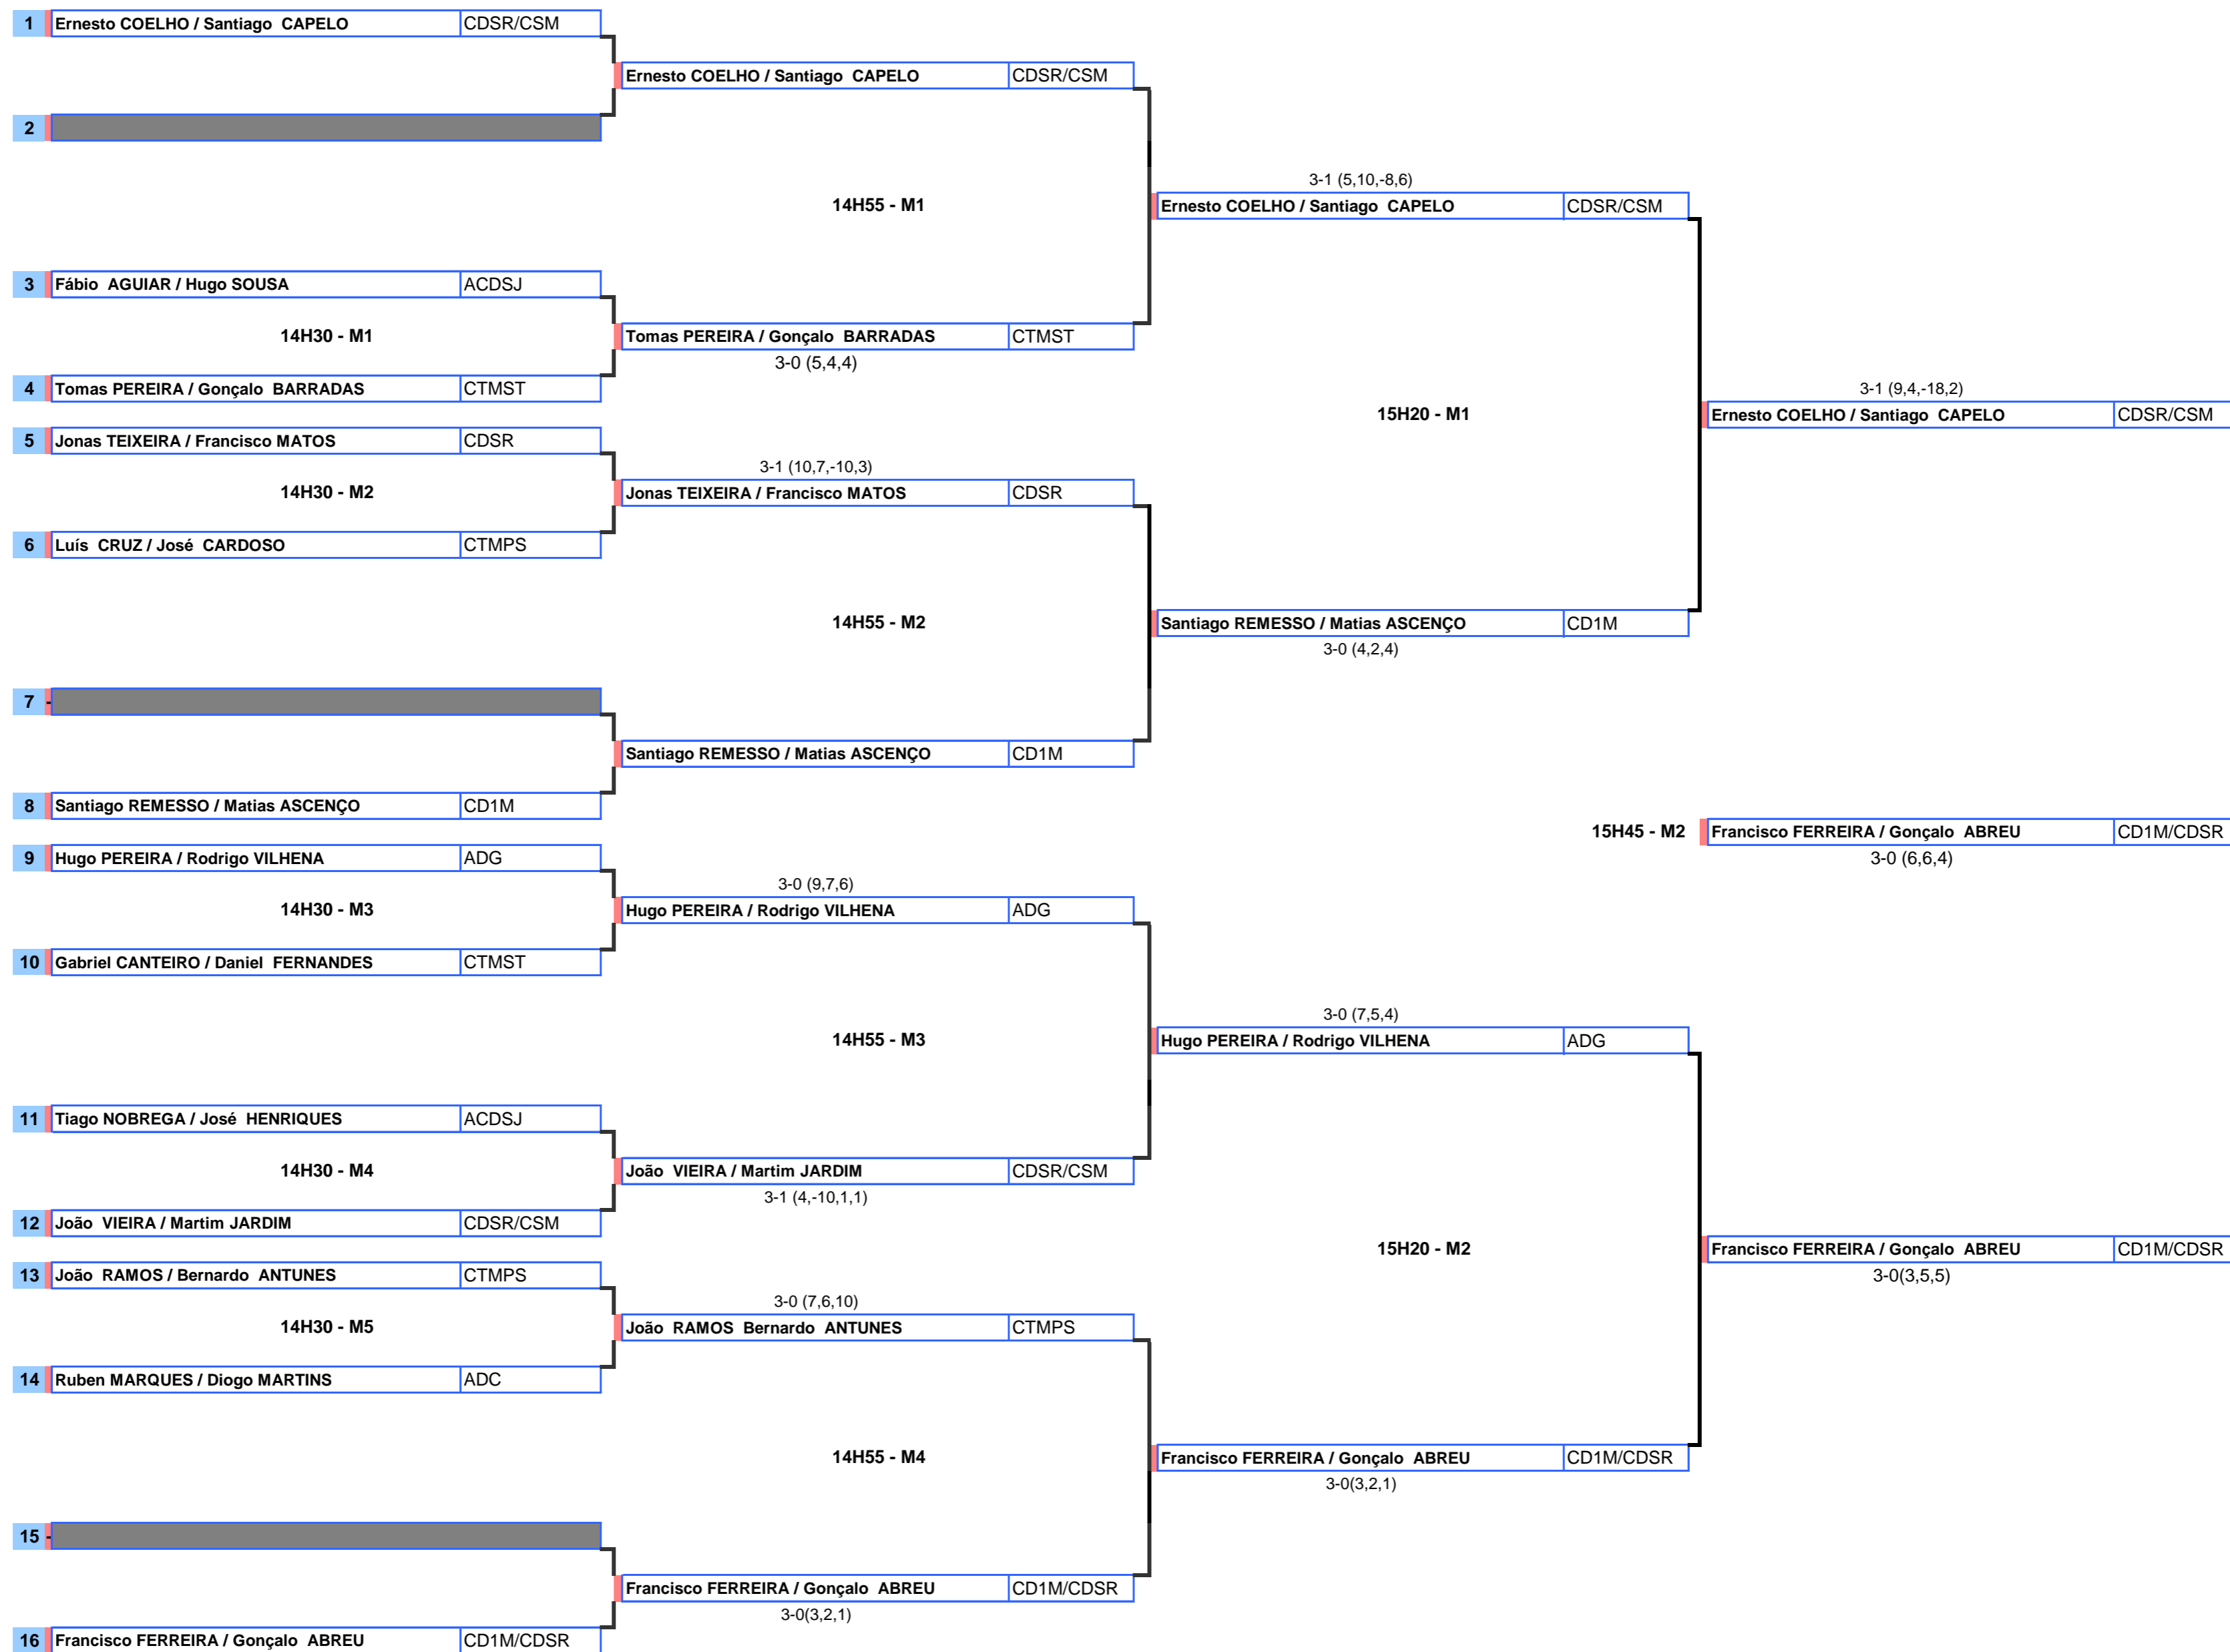 1 Ernesto COELHO / Santiago CAPELO CDSR/CSM
Ernesto COELHO / Santiago CAPELO CDSR/CSM
2
3-1 (5,10,-8,6)
14H55 - M1
Ernesto COELHO / Santiago CAPELO CDSR/CSM
3 Fábio AGUIAR / Hugo SOUSA ACDSJ
14H30 - M1
Tomas PEREIRA / Gonçalo BARRADAS CTMST
3-0 (5,4,4)
4 Tomas PEREIRA / Gonçalo BARRADAS CTMST
3-1 (9,4,-18,2)
15H20 - M1
Ernesto COELHO / Santiago CAPELO CDSR/CSM
5 Jonas TEIXEIRA / Francisco MATOS CDSR
3-1 (10,7,-10,3)
14H30 - M2
Jonas TEIXEIRA / Francisco MATOS CDSR
6 Luís CRUZ / José CARDOSO CTMPS
14H55 - M2
Santiago REMESSO / Matias ASCENÇO CD1M
3-0 (4,2,4)
7 -
Santiago REMESSO / Matias ASCENÇO CD1M
8 Santiago REMESSO / Matias ASCENÇO CD1M
15H45 - M2 Francisco FERREIRA / Gonçalo ABREU CD1M/CDSR
3-0 (6,6,4)
9 Hugo PEREIRA / Rodrigo VILHENA ADG
3-0 (9,7,6)
14H30 - M3
Hugo PEREIRA / Rodrigo VILHENA ADG
10 Gabriel CANTEIRO / Daniel FERNANDES CTMST
3-0 (7,5,4)
14H55 - M3
Hugo PEREIRA / Rodrigo VILHENA ADG
11 Tiago NOBREGA / José HENRIQUES ACDSJ
14H30 - M4
João VIEIRA / Martim JARDIM CDSR/CSM
3-1 (4,-10,1,1)
12 João VIEIRA / Martim JARDIM CDSR/CSM
15H20 - M2
Francisco FERREIRA / Gonçalo ABREU CD1M/CDSR
3-0(3,5,5)
13 João RAMOS / Bernardo ANTUNES CTMPS
3-0 (7,6,10)
14H30 - M5
João RAMOS Bernardo ANTUNES CTMPS
14 Ruben MARQUES / Diogo MARTINS ADC
14H55 - M4
Francisco FERREIRA / Gonçalo ABREU CD1M/CDSR
3-0(3,2,1)
15 -
Francisco FERREIRA / Gonçalo ABREU CD1M/CDSR
3-0(3,2,1)
16 Francisco FERREIRA / Gonçalo ABREU CD1M/CDSR